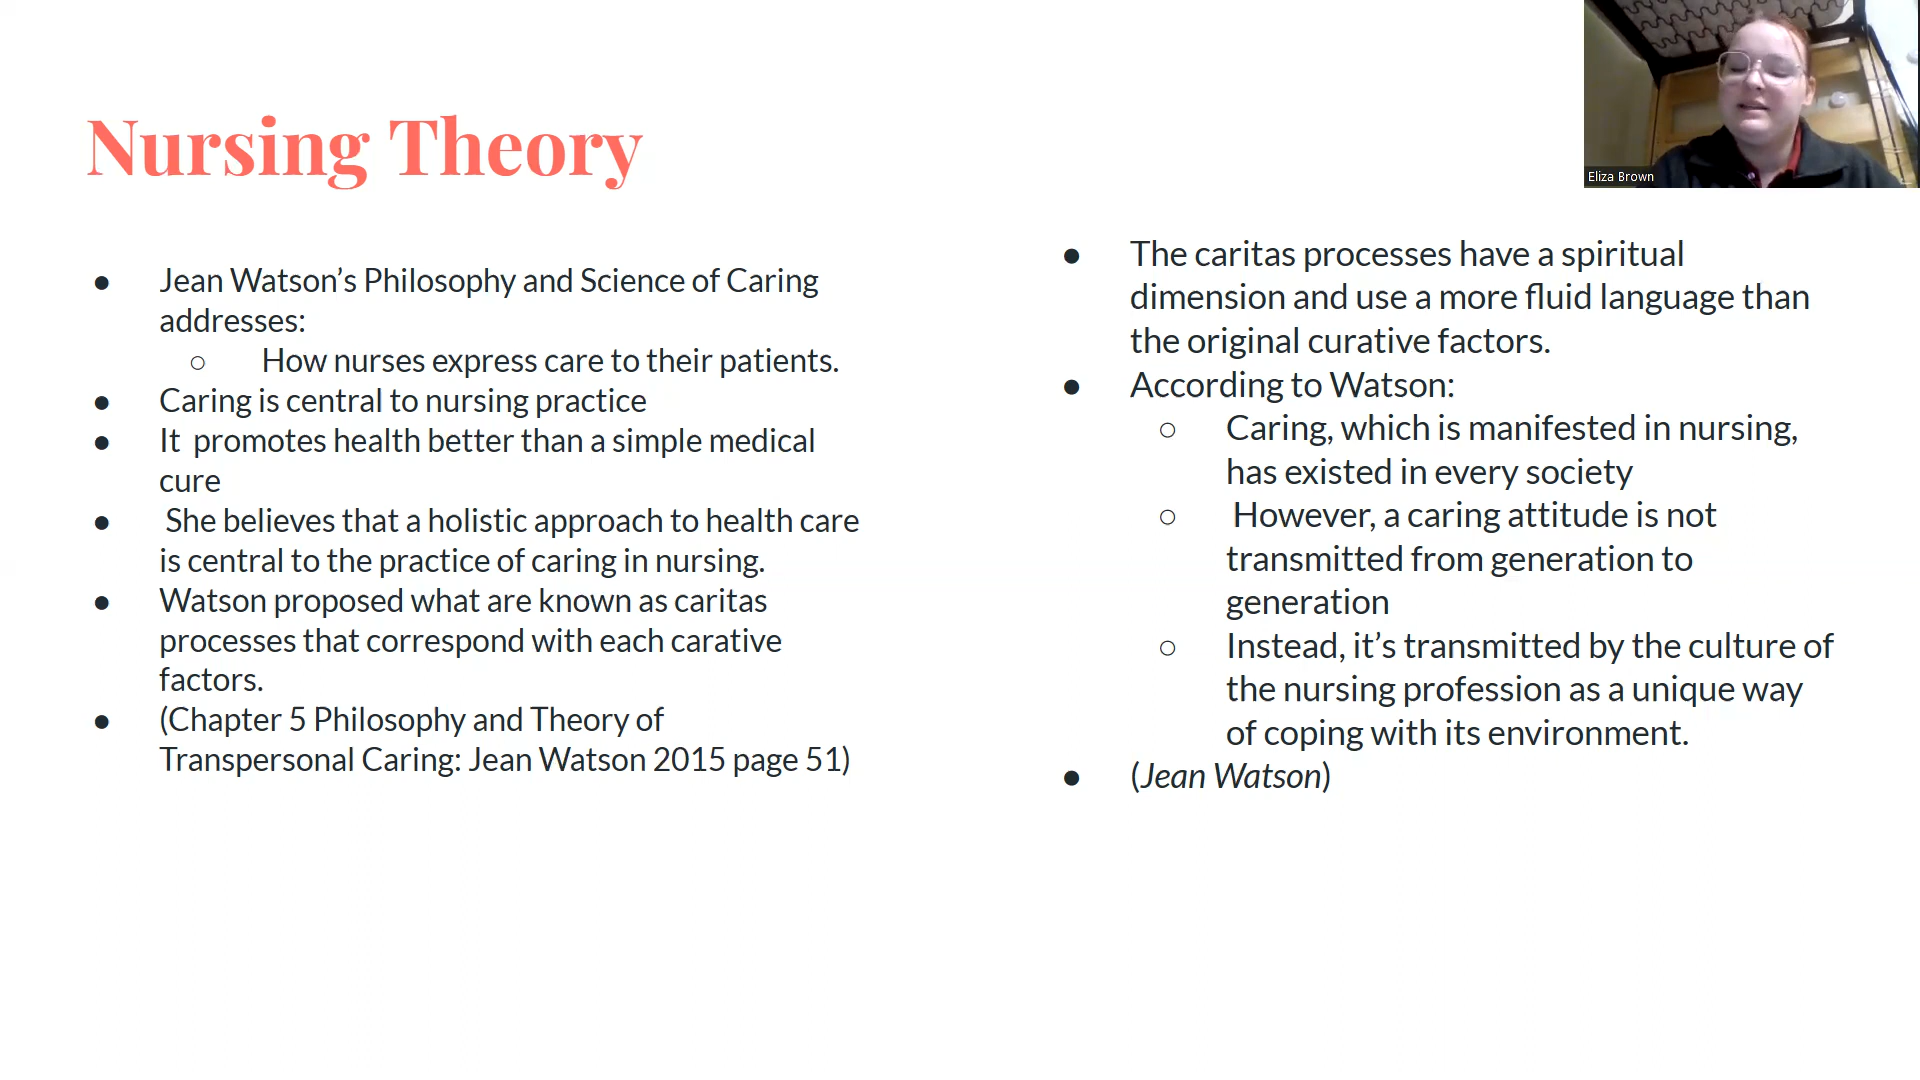 Nursing Theory
Eliza Brown
● Jean Watson’s Philosophy and Science of Caring
addresses:
○ How nurses express care to their patients.
● Caring is central to nursing practice
● It  promotes health better than a simple medical
cure
●  She believes that a holistic approach to health care
is central to the practice of caring in nursing.
● Watson proposed what are known as caritas
processes that correspond with each carative
factors.
● (Chapter 5 Philosophy and Theory of
Transpersonal Caring: Jean Watson 2015 page 51)
● The caritas processes have a spiritual
dimension and use a more fluid language than
the original curative factors.
● According to Watson:
○ Caring, which is manifested in nursing,
has existed in every society
○  However, a caring attitude is not
transmitted from generation to
generation
○ Instead, it’s transmitted by the culture of
the nursing profession as a unique way
of coping with its environment.
● (Jean Watson)